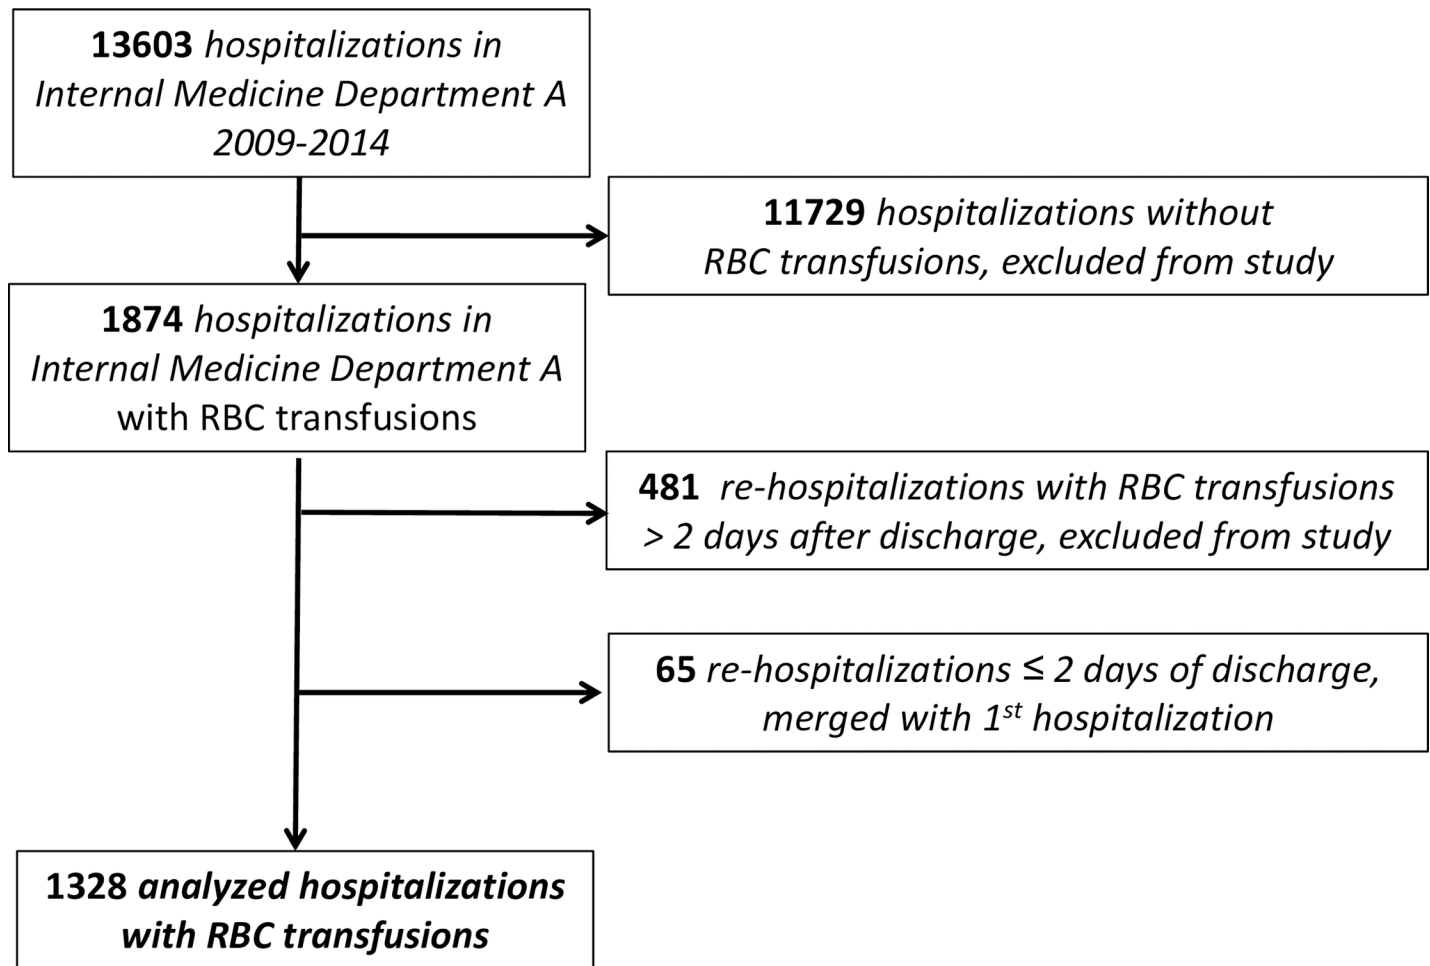 13603 hospitalizations in
Internal Medicine Department A
2009-2014
11729 hospitalizations without
RBC transfusions, excluded from study
1874 hospitalizations in
Internal Medicine Department A
with RBC transfusions
481 re-hospitalizations with RBC transfusions
> 2 days after discharge, excluded from study
65 re-hospitalizations ≤ 2 days of discharge,
merged with 1st hospitalization
1328 analyzed hospitalizations
with RBC transfusions